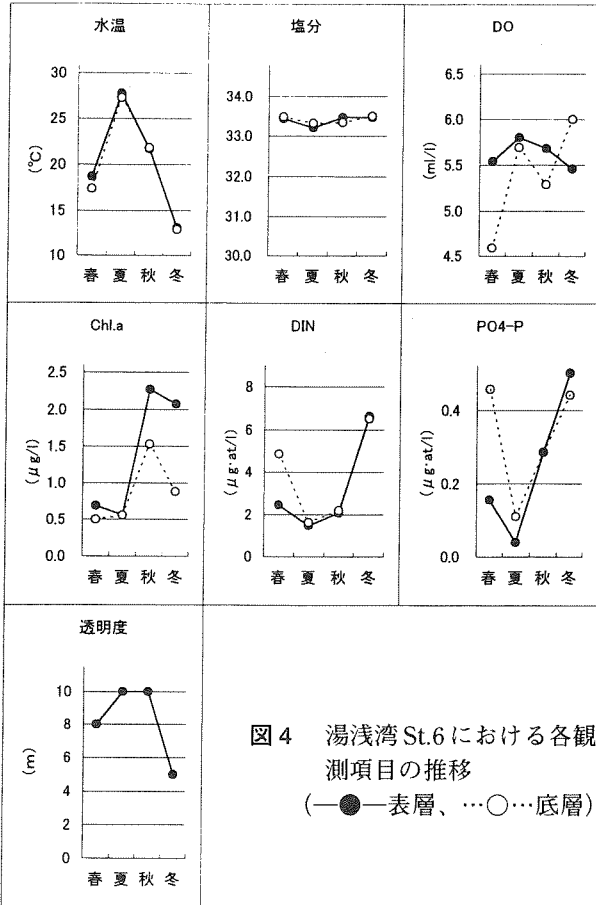 水温
30
25
20
15
10
(℃)
春 夏 秋 冬
塩分
34.0
33.0
32.0
31.0
30.0
春 夏 秋 冬
DO
6.5
6.0
5.5
5.0
4.5
(ml/l)
春 夏 秋 冬
Chl.a
2.5
2.0
1.5
1.0
0.5
0.0
(μg/l)
春 夏 秋 冬
DIN
8
6
4
2
0
(μg·at/l)
春 夏 秋 冬
PO4-P
0.4
0.2
0.0
(μg·at/l)
春 夏 秋 冬
透明度
10
8
6
4
2
0
(m)
春 夏 秋 冬
図4 湯浅湾St.6における各観
測項目の推移
(―●―表層、…○…底層)